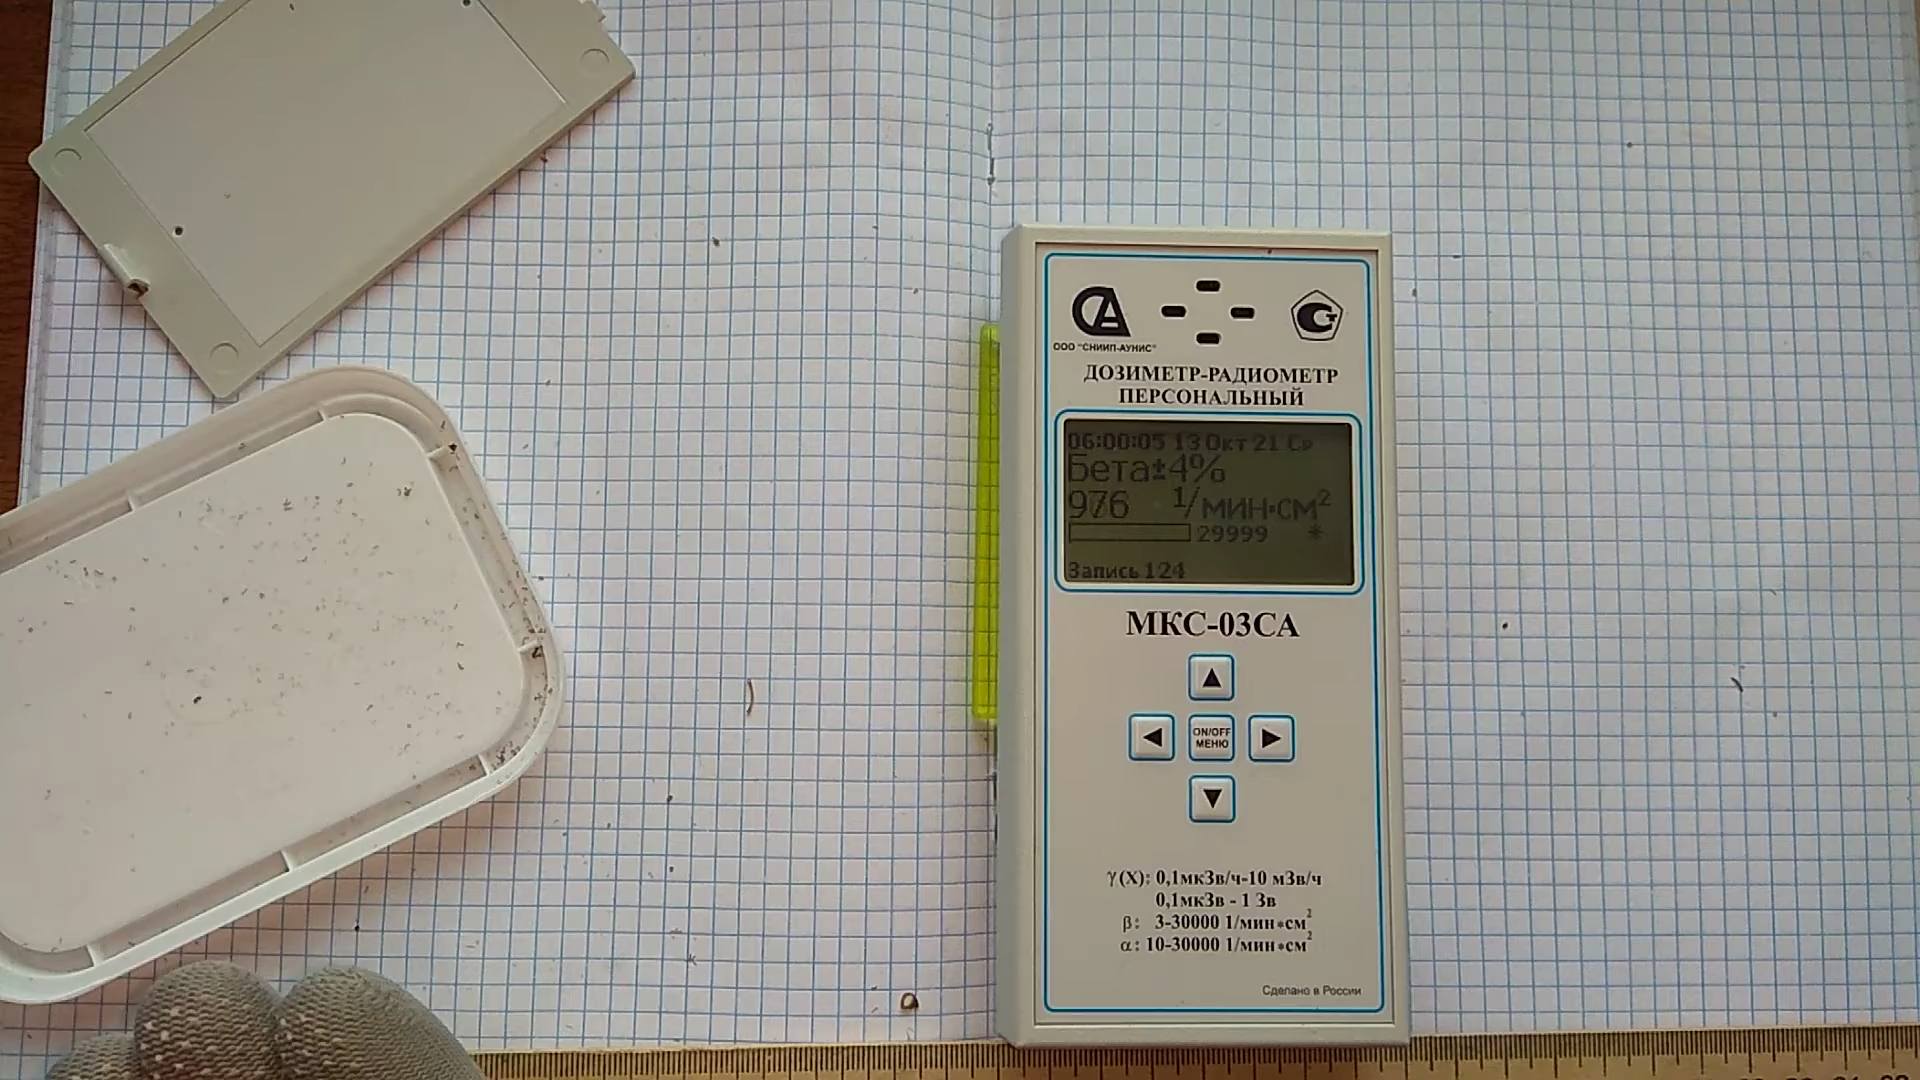 СА
ООО "СНИИП-АУНИС"
ДОЗИМЕТР-РАДИОМЕТР
ПЕРСОНАЛЬНЫЙ
06:00:05 13 Окт 21 Ср
Бета±4%
976 1/мин·см²
29999 *
Запись 124
МКС-03СА
ON/OFF
МЕНЮ
γ(X): 0,1мкЗв/ч-10 мЗв/ч
0,1мкЗв - 1 Зв
β: 3-30000 1/мин*см²
α: 10-30000 1/мин*см²
Сделано в России